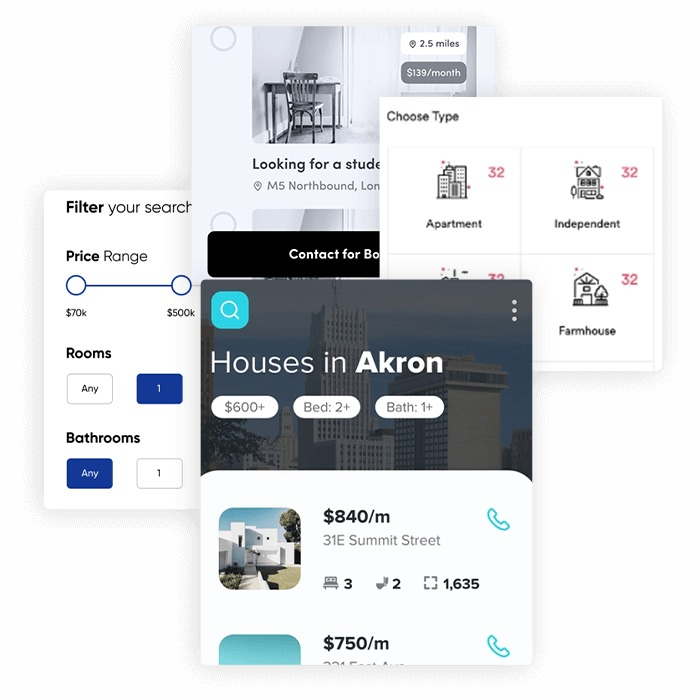 2.5 miles
$139/month
Looking for a stude
M5 Northbound, Lon
Contact for Bo
Choose Type
32
Apartment
32
Independent
32
32
Farmhouse
Filter your search
Price Range
$70k
$500k
Rooms
Any
1
Bathrooms
Any
1
Houses in Akron
$600+
Bed: 2+
Bath: 1+
$840/m
31E Summit Street
3
2
1,635
$750/m